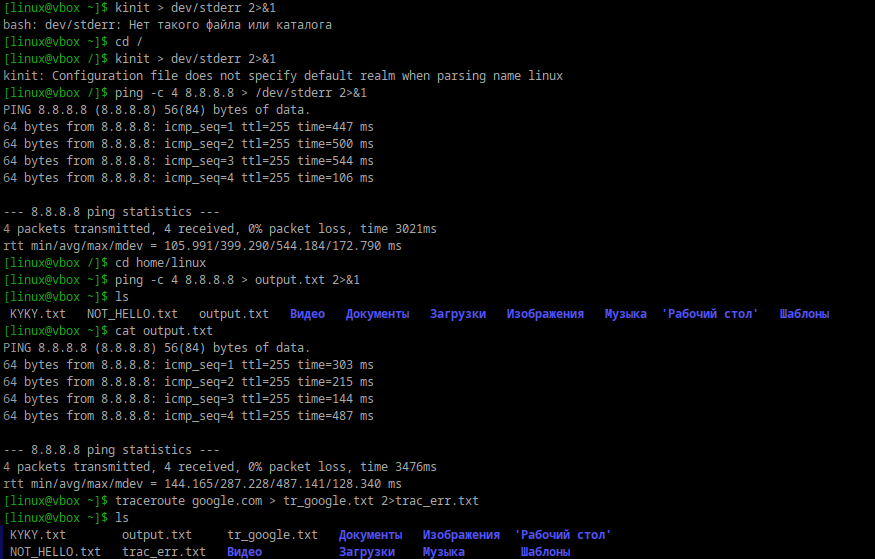 [linux@vbox ~]$ kinit > dev/stderr 2>&1
bash: dev/stderr: Нет такого файла или каталога
[linux@vbox ~]$ cd /
[linux@vbox /]$ kinit > dev/stderr 2>&1
kinit: Configuration file does not specify default realm when parsing name linux
[linux@vbox /]$ ping -c 4 8.8.8.8 > /dev/stderr 2>&1
PING 8.8.8.8 (8.8.8.8) 56(84) bytes of data.
64 bytes from 8.8.8.8: icmp_seq=1 ttl=255 time=447 ms
64 bytes from 8.8.8.8: icmp_seq=2 ttl=255 time=500 ms
64 bytes from 8.8.8.8: icmp_seq=3 ttl=255 time=544 ms
64 bytes from 8.8.8.8: icmp_seq=4 ttl=255 time=106 ms

--- 8.8.8.8 ping statistics ---
4 packets transmitted, 4 received, 0% packet loss, time 3021ms
rtt min/avg/max/mdev = 105.991/399.290/544.184/172.790 ms
[linux@vbox /]$ cd home/linux
[linux@vbox ~]$ ping -c 4 8.8.8.8 > output.txt 2>&1
[linux@vbox ~]$ ls
KYKY.txt NOT_HELLO.txt output.txt Видео Документы Загрузки Изображения Музыка 'Рабочий стол' Шаблоны
[linux@vbox ~]$ cat output.txt
PING 8.8.8.8 (8.8.8.8) 56(84) bytes of data.
64 bytes from 8.8.8.8: icmp_seq=1 ttl=255 time=303 ms
64 bytes from 8.8.8.8: icmp_seq=2 ttl=255 time=215 ms
64 bytes from 8.8.8.8: icmp_seq=3 ttl=255 time=144 ms
64 bytes from 8.8.8.8: icmp_seq=4 ttl=255 time=487 ms

--- 8.8.8.8 ping statistics ---
4 packets transmitted, 4 received, 0% packet loss, time 3476ms
rtt min/avg/max/mdev = 144.165/287.228/487.141/128.340 ms
[linux@vbox ~]$ traceroute google.com > tr_google.txt 2>trac_err.txt
[linux@vbox ~]$ ls
KYKY.txt output.txt tr_google.txt Документы Изображения 'Рабочий стол'
NOT_HELLO.txt trac_err.txt Видео Загрузки Музыка Шаблоны